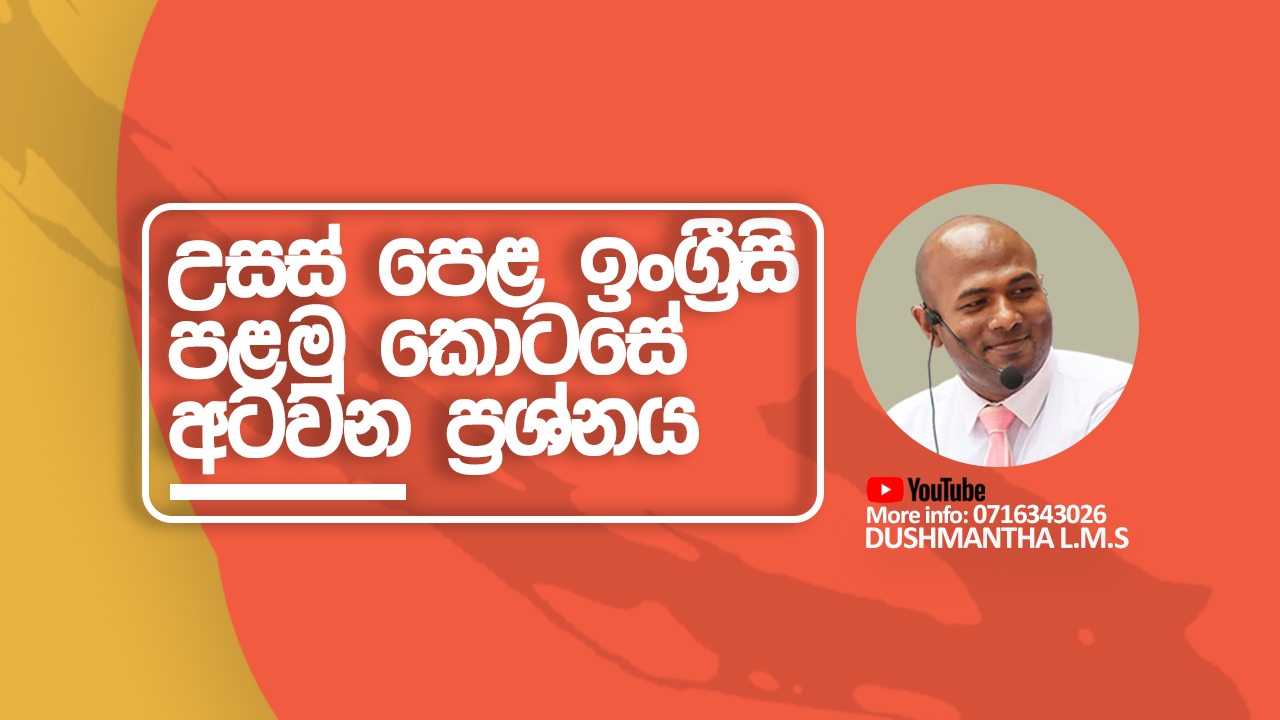 උසස් පෙළ ඉංග්‍රීසි
පළමු කොටසේ
අටවන ප්‍රශ්නය
YouTube
More info: 0716343026
DUSHMANTHA L.M.S